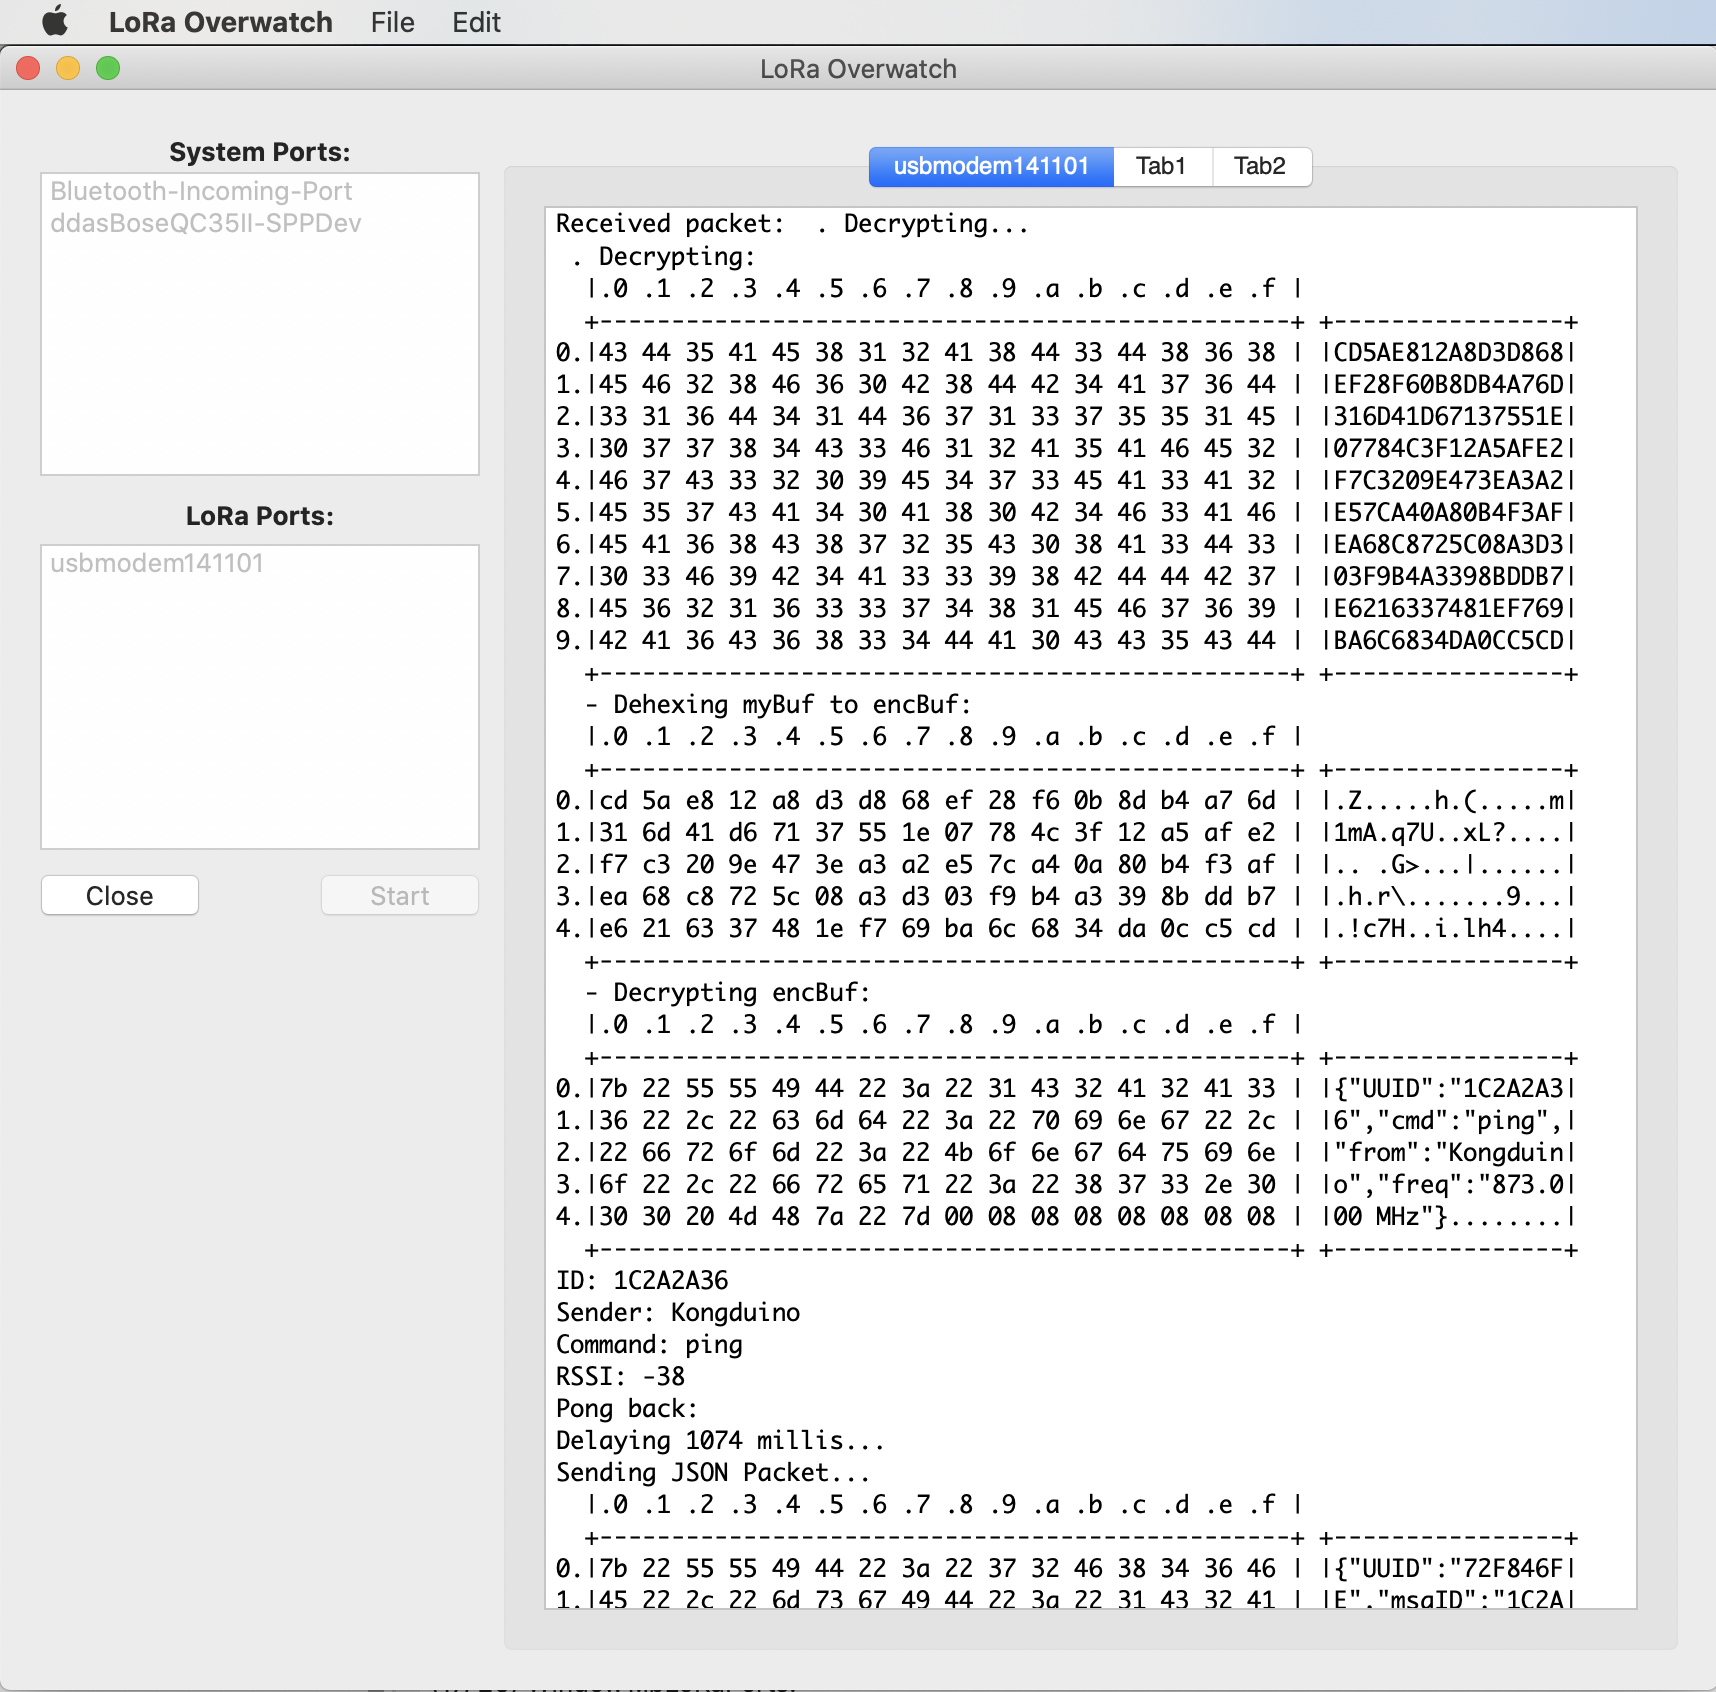 LoRa Overwatch File Edit
LoRa Overwatch
System Ports:
Bluetooth-Incoming-Port
ddasBoseQC35II-SPPDev
LoRa Ports:
usbmodem141101
Close Start
usbmodem141101 Tab1 Tab2
Received packet:  . Decrypting...
 . Decrypting:
  |.0 .1 .2 .3 .4 .5 .6 .7 .8 .9 .a .b .c .d .e .f |
  +------------------------------------------------+ +----------------+
0.|43 44 35 41 45 38 31 32 41 38 44 33 44 38 36 38 | |CD5AE812A8D3D868|
1.|45 46 32 38 46 36 30 42 38 44 42 34 41 37 36 44 | |EF28F60B8DB4A76D|
2.|33 31 36 44 34 31 44 36 37 31 33 37 35 35 31 45 | |316D41D67137551E|
3.|30 37 37 38 34 43 33 46 31 32 41 35 41 46 45 32 | |07784C3F12A5AFE2|
4.|46 37 43 33 32 30 39 45 34 37 33 45 41 33 41 32 | |F7C3209E473EA3A2|
5.|45 35 37 43 41 34 30 41 38 30 42 34 46 33 41 46 | |E57CA40A80B4F3AF|
6.|45 41 36 38 43 38 37 32 35 43 30 38 41 33 44 33 | |EA68C8725C08A3D3|
7.|30 33 46 39 42 34 41 33 33 39 38 42 44 44 42 37 | |03F9B4A3398BDDB7|
8.|45 36 32 31 36 33 33 37 34 38 31 45 46 37 36 39 | |E6216337481EF769|
9.|42 41 36 43 36 38 33 34 44 41 30 43 43 35 43 44 | |BA6C6834DA0CC5CD|
  +------------------------------------------------+ +----------------+
  - Dehexing myBuf to encBuf:
  |.0 .1 .2 .3 .4 .5 .6 .7 .8 .9 .a .b .c .d .e .f |
  +------------------------------------------------+ +----------------+
0.|cd 5a e8 12 a8 d3 d8 68 ef 28 f6 0b 8d b4 a7 6d | |.Z.....h.(.....m|
1.|31 6d 41 d6 71 37 55 1e 07 78 4c 3f 12 a5 af e2 | |1mA.q7U..xL?....|
2.|f7 c3 20 9e 47 3e a3 a2 e5 7c a4 0a 80 b4 f3 af | |.. .G>...|......|
3.|ea 68 c8 72 5c 08 a3 d3 03 f9 b4 a3 39 8b dd b7 | |.h.r\.......9...|
4.|e6 21 63 37 48 1e f7 69 ba 6c 68 34 da 0c c5 cd | |.!c7H..i.lh4....|
  +------------------------------------------------+ +----------------+
  - Decrypting encBuf:
  |.0 .1 .2 .3 .4 .5 .6 .7 .8 .9 .a .b .c .d .e .f |
  +------------------------------------------------+ +----------------+
0.|7b 22 55 55 49 44 22 3a 22 31 43 32 41 32 41 33 | |{"UUID":"1C2A2A3|
1.|36 22 2c 22 63 6d 64 22 3a 22 70 69 6e 67 22 2c | |6","cmd":"ping",|
2.|22 66 72 6f 6d 22 3a 22 4b 6f 6e 67 64 75 69 6e | |"from":"Kongduin|
3.|6f 22 2c 22 66 72 65 71 22 3a 22 38 37 33 2e 30 | |o","freq":"873.0|
4.|30 30 20 4d 48 7a 22 7d 00 08 08 08 08 08 08 08 | |00 MHz"}........|
  +------------------------------------------------+ +----------------+
ID: 1C2A2A36
Sender: Kongduino
Command: ping
RSSI: -38
Pong back:
Delaying 1074 millis...
Sending JSON Packet...
  |.0 .1 .2 .3 .4 .5 .6 .7 .8 .9 .a .b .c .d .e .f |
  +------------------------------------------------+ +----------------+
0.|7b 22 55 55 49 44 22 3a 22 37 32 46 38 34 36 46 | |{"UUID":"72F846F|
1.|45 22 2c 22 6d 73 67 49 44 22 3a 22 31 43 32 41 | |E","msgID":"1C2A|